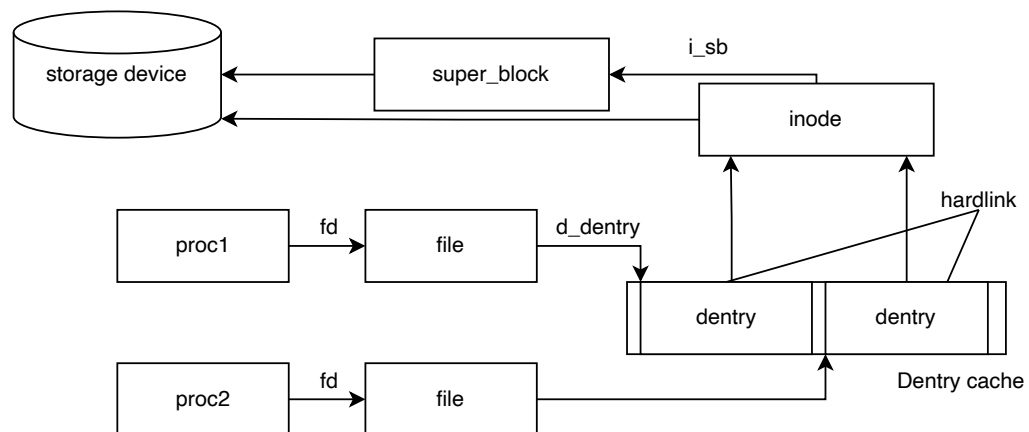 i_sb
storage device
super_block
inode
hardlink
fd
d_dentry
proc1
file
dentry
dentry
fd
Dentry cache
proc2
file